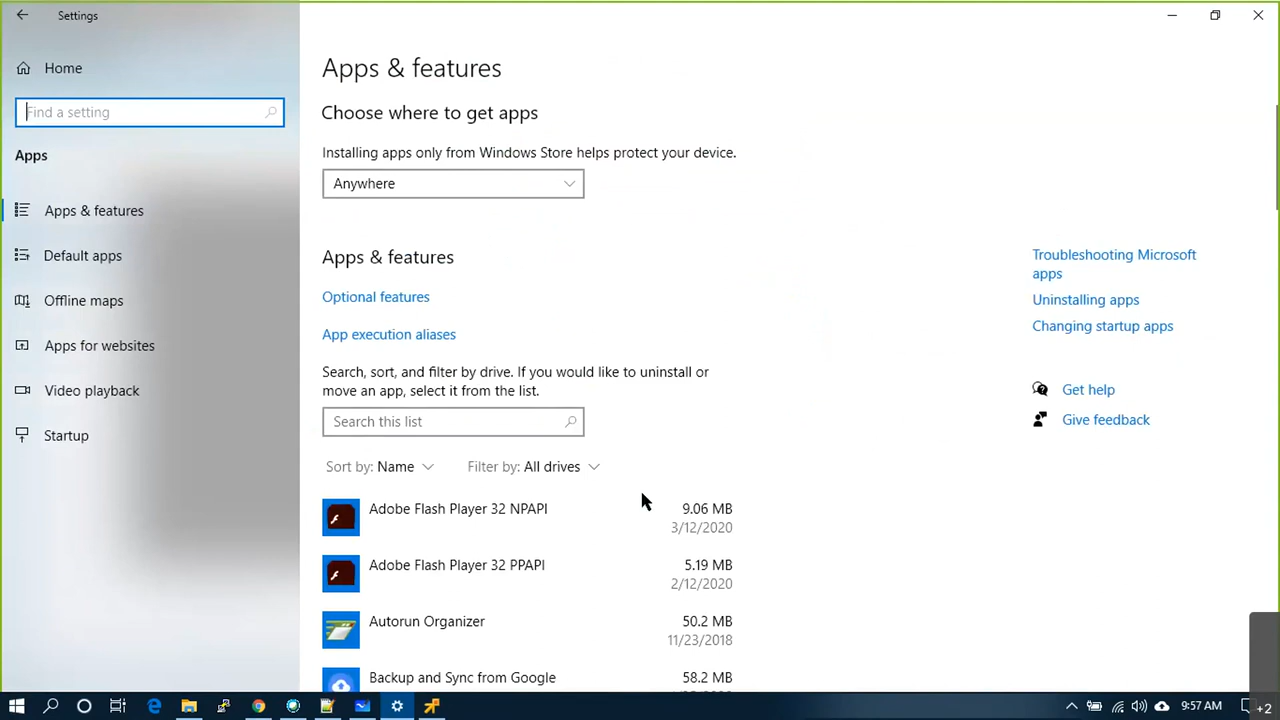 Settings
Home
Find a setting
Apps
Apps & features
Default apps
Offline maps
Apps for websites
Video playback
Startup
Apps & features
Choose where to get apps
Installing apps only from Windows Store helps protect your device.
Anywhere
Apps & features
Optional features
App execution aliases
Search, sort, and filter by drive. If you would like to uninstall or
move an app, select it from the list.
Search this list
Sort by: Name
Filter by: All drives
Adobe Flash Player 32 NPAPI
9.06 MB
3/12/2020
Adobe Flash Player 32 PPAPI
5.19 MB
2/12/2020
Autorun Organizer
50.2 MB
11/23/2018
Backup and Sync from Google
58.2 MB
Troubleshooting Microsoft
apps
Uninstalling apps
Changing startup apps
Get help
Give feedback
9:57 AM
+2